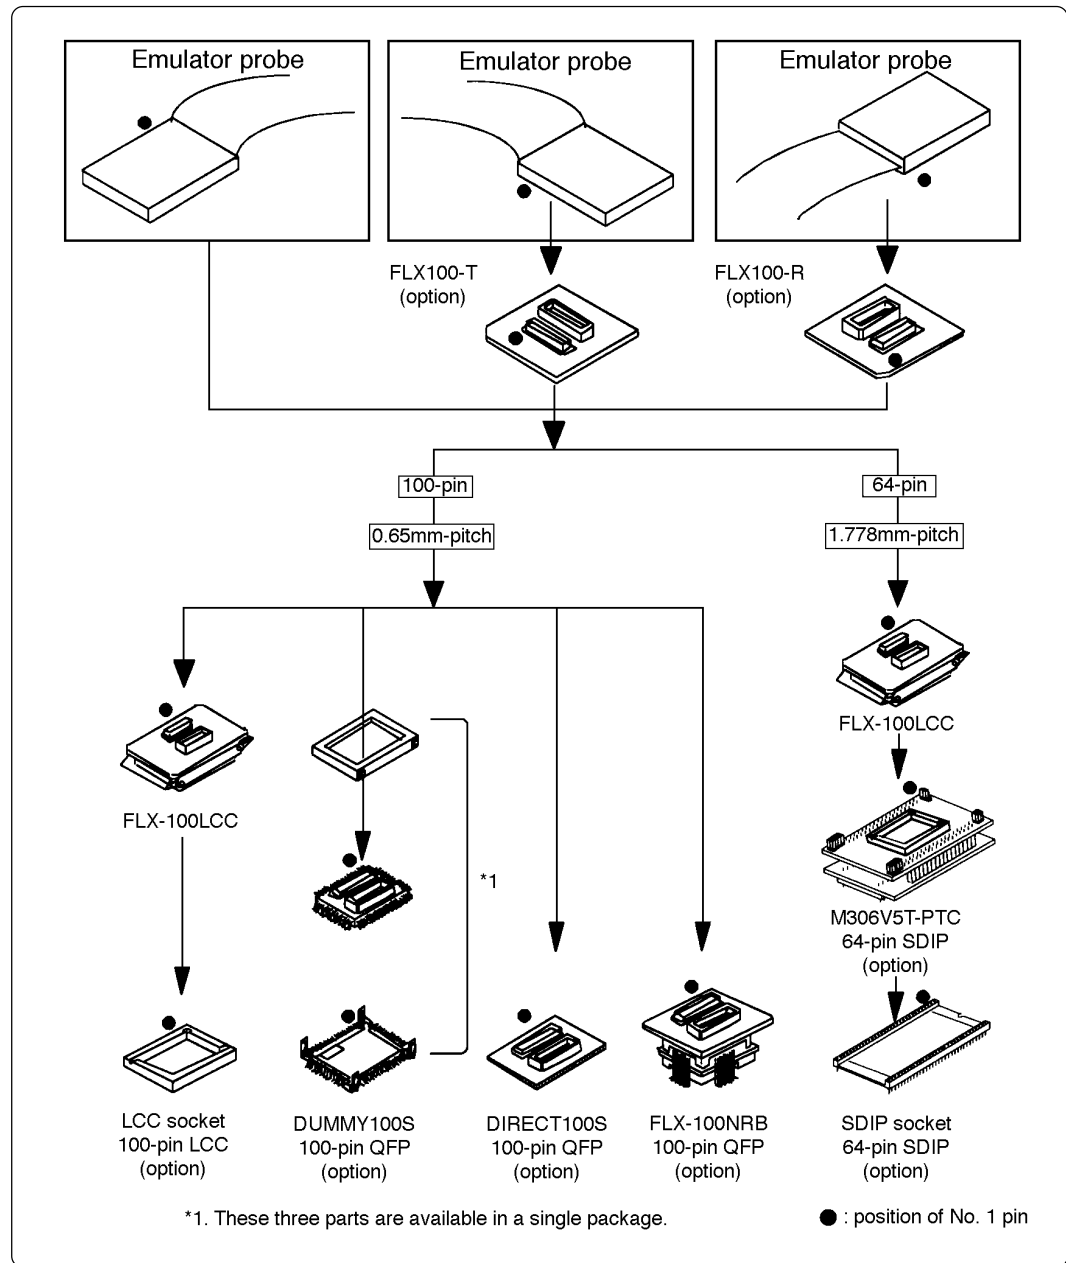 Emulator probe
Emulator probe
Emulator probe
FLX100-T
(option)
FLX100-R
(option)
100-pin
64-pin
0.65mm-pitch
1.778mm-pitch
FLX-100LCC
FLX-100LCC
*1
M306V5T-PTC
64-pin SDIP
(option)
LCC socket
100-pin LCC
(option)
DUMMY100S
100-pin QFP
(option)
DIRECT100S
100-pin QFP
(option)
FLX-100NRB
100-pin QFP
(option)
SDIP socket
64-pin SDIP
(option)
*1. These three parts are available in a single package.
● : position of No. 1 pin